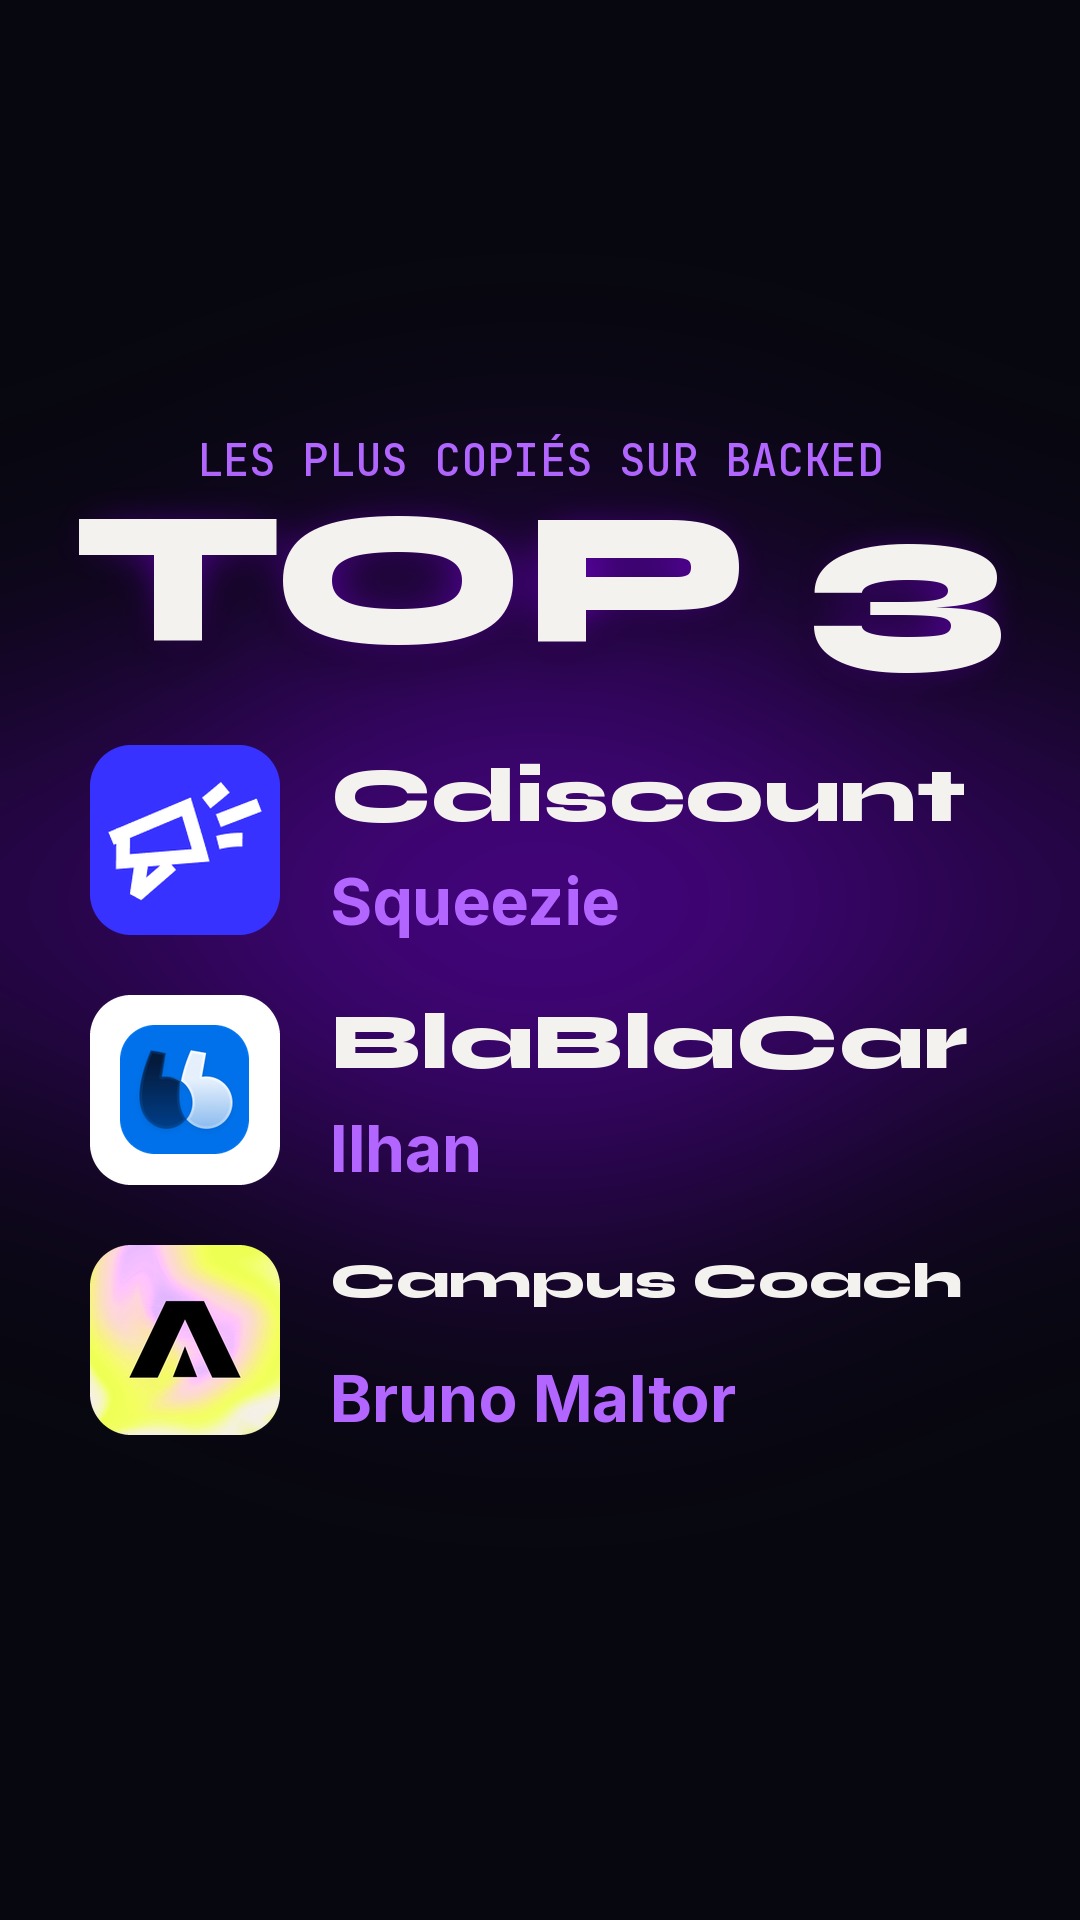 LES PLUS COPIÉS SUR BACKED
TOP 3
Cdiscount
Squeezie
BlaBlaCar
Ilhan
Campus Coach
Bruno Maltor